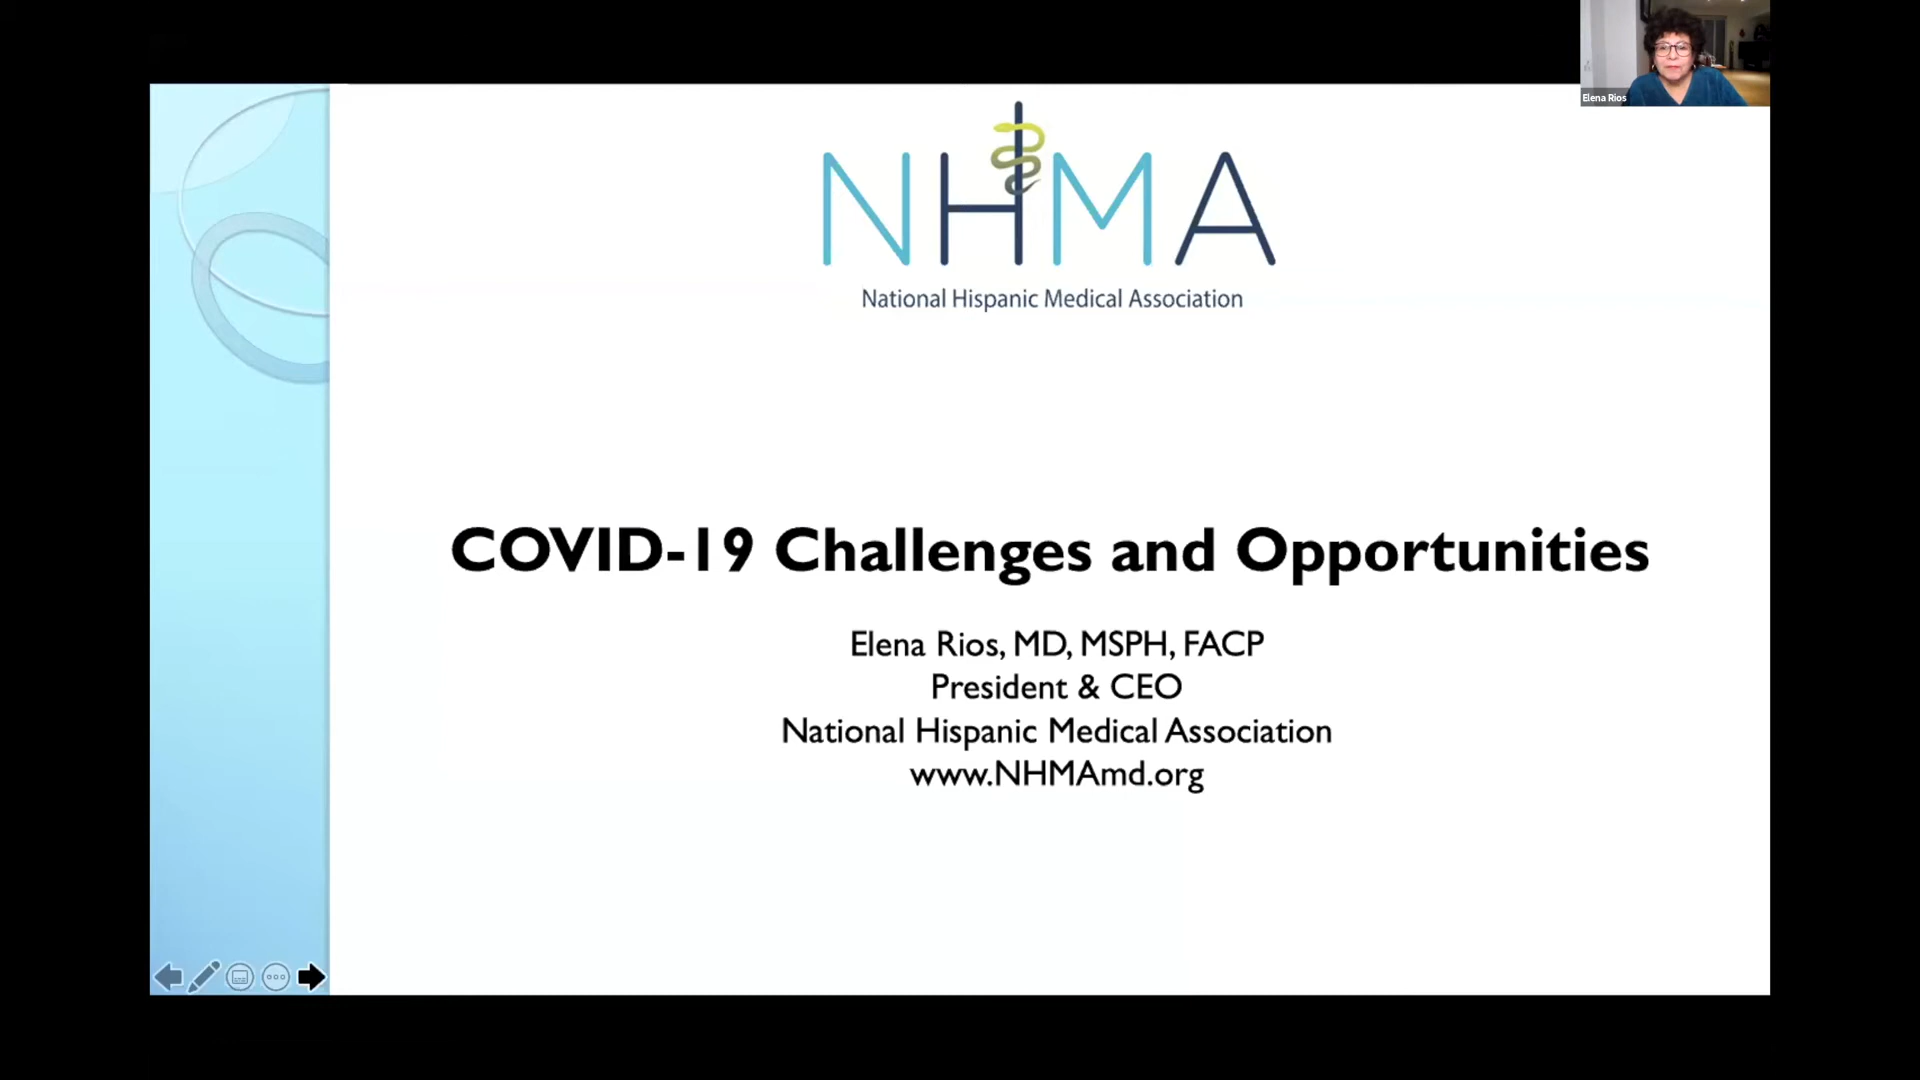 Elena Rios
NHMA
National Hispanic Medical Association
COVID-19 Challenges and Opportunities
Elena Rios, MD, MSPH, FACP
President & CEO
National Hispanic Medical Association
www.NHMAmd.org